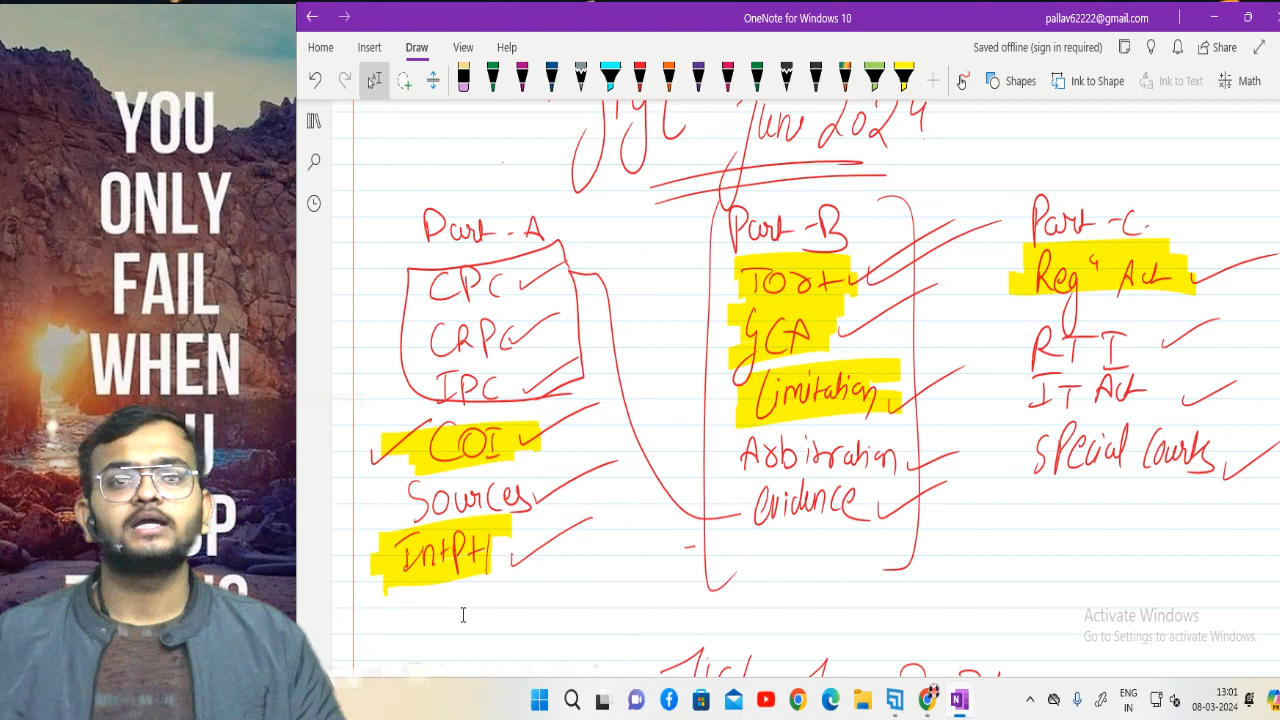 YOU
ONLY
FAIL
WHEN
U
OP
OneNote for Windows 10
pallav62222@gmail.com
Home Insert Draw View Help
Saved offline (sign in required)
Share
Shapes
Ink to Shape
Ink to Text
Math
JIGL June 2024
Part - A
CPC
CRPC
IPC
COI
Sources
Intpt
Part - B
TORT
GCA
Limitation
Arbitration
evidence
Part - C
Regn Act
RTI
IT Act
Special Courts
Activate Windows
Go to Settings to activate Windows.
ENG
IN
13:01
08-03-2024